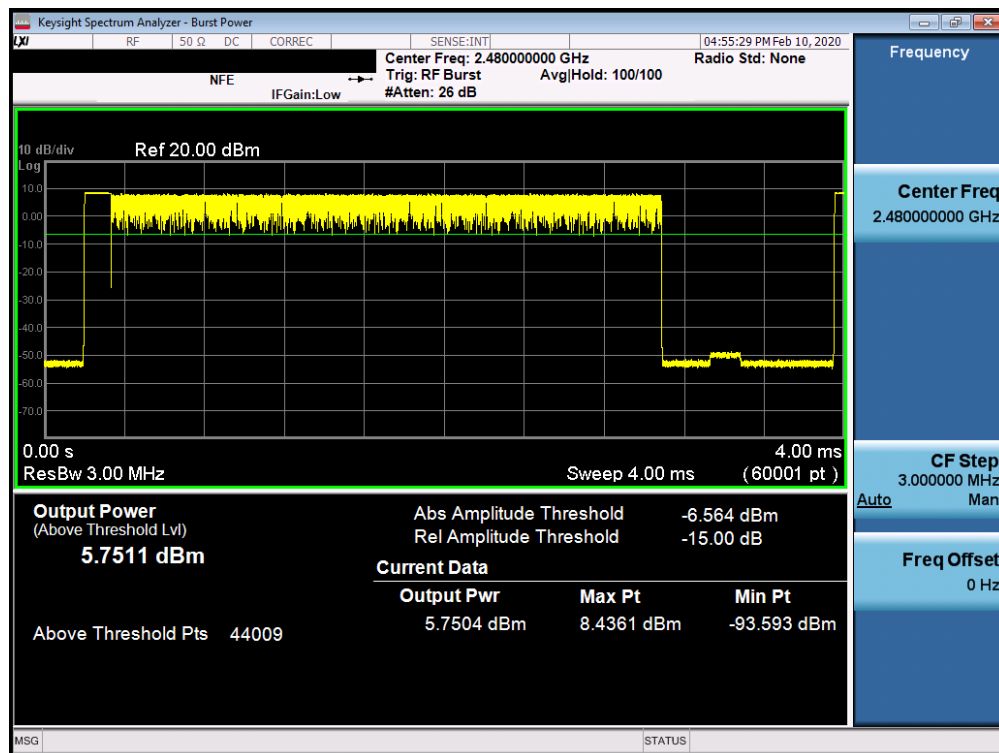 Keysight Spectrum Analyzer - Burst Power
LXI RF 50 Ω DC CORREC SENSE:INT 04:55:29 PM Feb 10, 2020
Center Freq: 2.480000000 GHz Radio Std: None
NFE Trig: RF Burst Avg|Hold: 100/100
IFGain:Low #Atten: 26 dB
10 dB/div Ref 20.00 dBm
Log
10.0
0.00
-10.0
-20.0
-30.0
-40.0
-50.0
-60.0
-70.0
0.00 s 4.00 ms
ResBw 3.00 MHz Sweep 4.00 ms (60001 pt)
Output Power
(Above Threshold Lvl)
5.7511 dBm
Above Threshold Pts 44009
Abs Amplitude Threshold -6.564 dBm
Rel Amplitude Threshold -15.00 dB
Current Data
Output Pwr Max Pt Min Pt
5.7504 dBm 8.4361 dBm -93.593 dBm
Frequency
Center Freq
2.480000000 GHz
CF Step
3.000000 MHz
Auto Man
Freq Offset
0 Hz
MSG STATUS